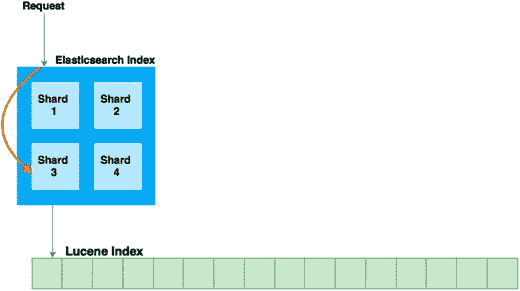 Request
Elasticsearch Index
Shard
1
Shard
2
Shard
3
Shard
4
Lucene Index